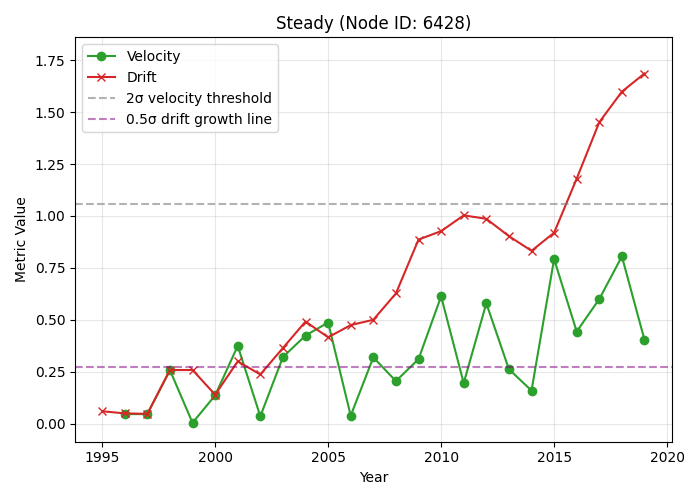 Steady (Node ID: 6428)
Velocity
Drift
2σ velocity threshold
0.5σ drift growth line
Metric Value
1.75
1.50
1.25
1.00
0.75
0.50
0.25
0.00
1995 2000 2005 2010 2015 2020
Year